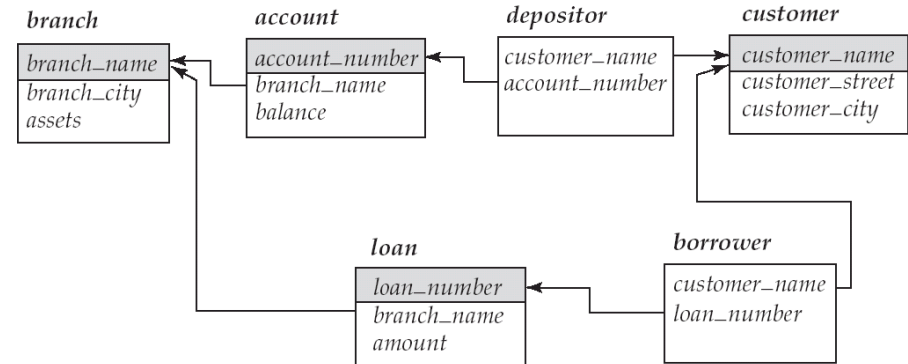 branch
branch_name
branch_city
assets
account
account_number
branch_name
balance
depositor
customer_name
account_number
customer
customer_name
customer_street
customer_city
loan
loan_number
branch_name
amount
borrower
customer_name
loan_number